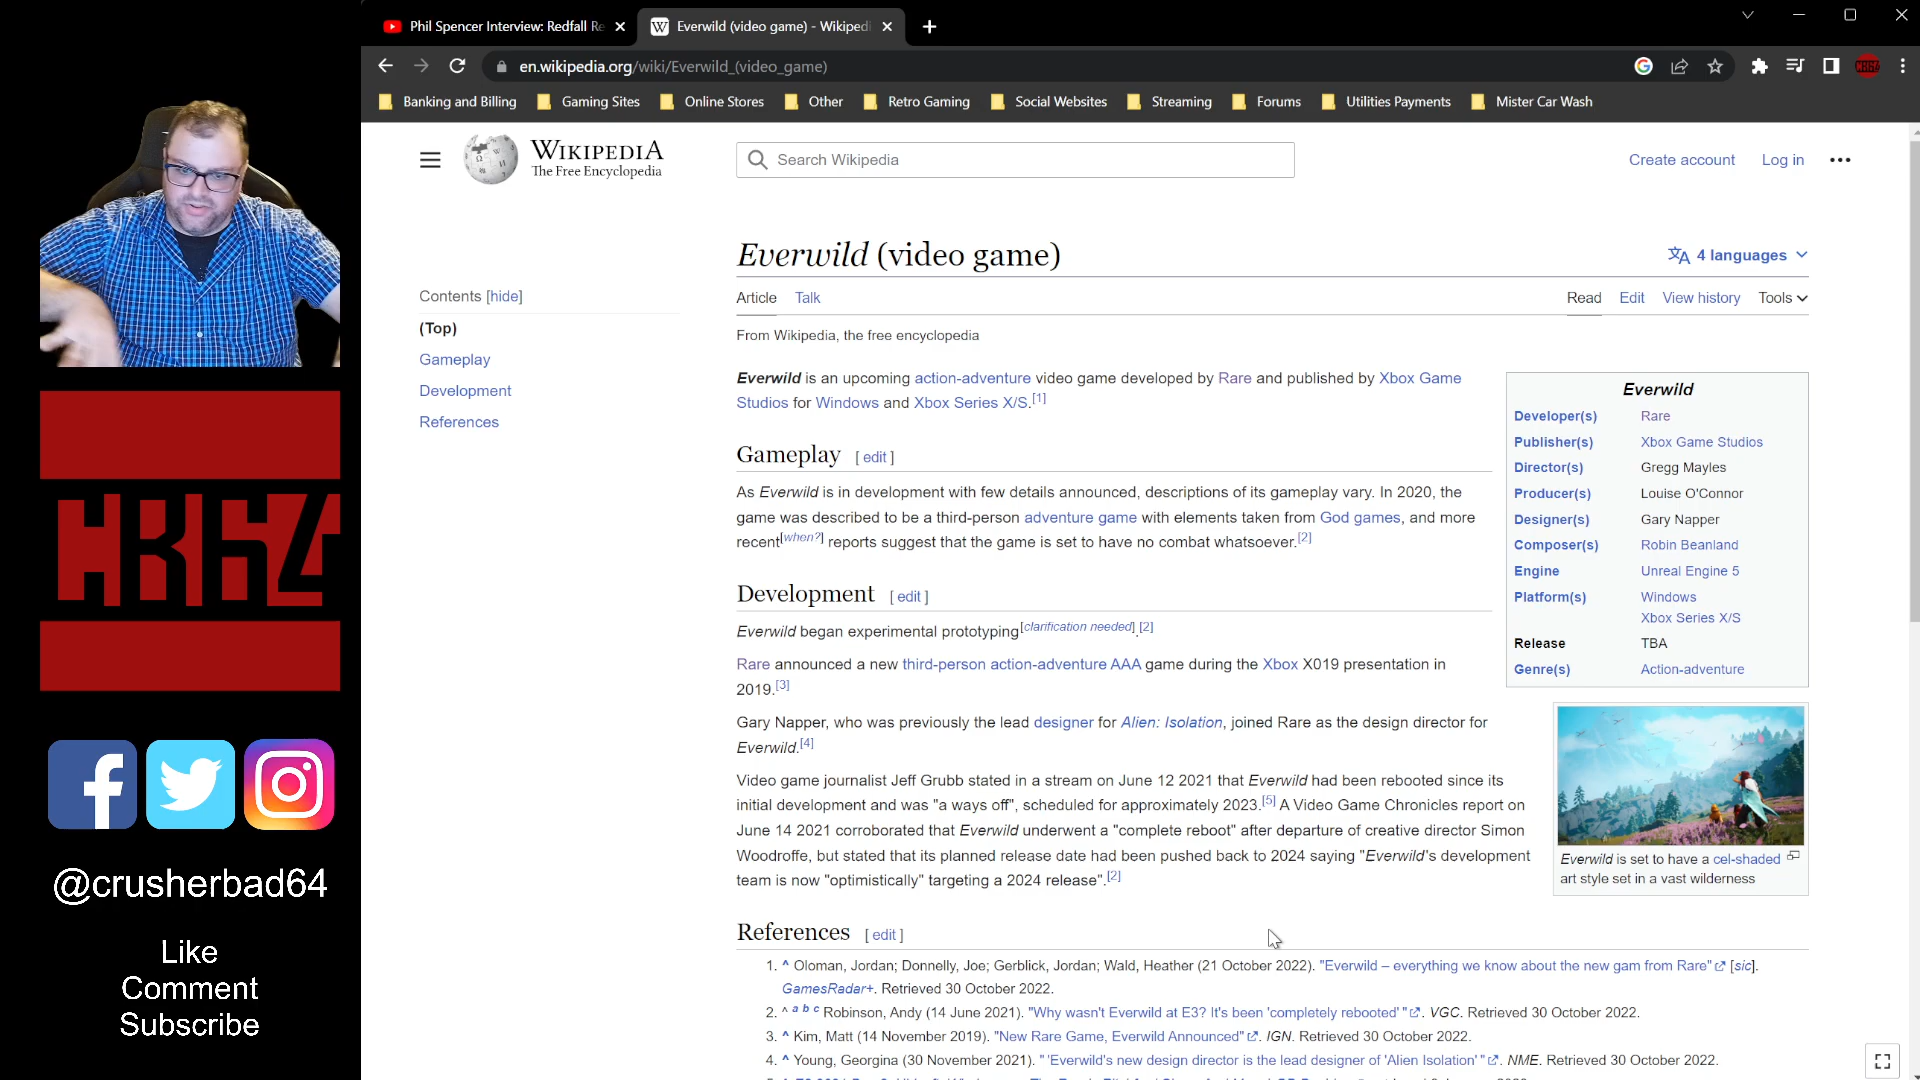 Phil Spencer Interview: Redfall Re
Everwild (video game) - Wikiped
en.wikipedia.org/wiki/Everwild_(video_game)
CB64
Banking and Billing
Gaming Sites
Online Stores
Other
Retro Gaming
Social Websites
Streaming
Forums
Utilities Payments
Mister Car Wash
WIKIPEDIA
The Free Encyclopedia
Search Wikipedia
Create account
Log in
Everwild (video game)
4 languages
Contents [hide]
(Top)
Gameplay
Development
References
Article
Talk
Read
Edit
View history
Tools
From Wikipedia, the free encyclopedia
Everwild is an upcoming action-adventure video game developed by Rare and published by Xbox Game
Studios for Windows and Xbox Series X/S.[1]
Gameplay [ edit ]
As Everwild is in development with few details announced, descriptions of its gameplay vary. In 2020, the
game was described to be a third-person adventure game with elements taken from God games, and more
recent[when?] reports suggest that the game is set to have no combat whatsoever.[2]
Development [ edit ]
Everwild began experimental prototyping[clarification needed].[2]
Rare announced a new third-person action-adventure AAA game during the Xbox X019 presentation in
2019.[3]
Gary Napper, who was previously the lead designer for Alien: Isolation, joined Rare as the design director for
Everwild.[4]
Video game journalist Jeff Grubb stated in a stream on June 12 2021 that Everwild had been rebooted since its
initial development and was "a ways off", scheduled for approximately 2023.[5] A Video Game Chronicles report on
June 14 2021 corroborated that Everwild underwent a "complete reboot" after departure of creative director Simon
Woodroffe, but stated that its planned release date had been pushed back to 2024 saying "Everwild's development
team is now "optimistically" targeting a 2024 release".[2]
Everwild
Developer(s) Rare
Publisher(s) Xbox Game Studios
Director(s) Gregg Mayles
Producer(s) Louise O'Connor
Designer(s) Gary Napper
Composer(s) Robin Beanland
Engine Unreal Engine 5
Platform(s) Windows
Xbox Series X/S
Release TBA
Genre(s) Action-adventure
Everwild is set to have a cel-shaded
art style set in a vast wilderness
References [ edit ]
1. ^ Oloman, Jordan; Donnelly, Joe; Gerblick, Jordan; Wald, Heather (21 October 2022). "Everwild – everything we know about the new gam from Rare" [sic].
GamesRadar+. Retrieved 30 October 2022.
2. ^ a b c Robinson, Andy (14 June 2021). "Why wasn't Everwild at E3? It's been 'completely rebooted' ". VGC. Retrieved 30 October 2022.
3. ^ Kim, Matt (14 November 2019). "New Rare Game, Everwild Announced". IGN. Retrieved 30 October 2022.
4. ^ Young, Georgina (30 November 2021). " 'Everwild's new design director is the lead designer of 'Alien Isolation' ". NME. Retrieved 30 October 2022.
CB64
@crusherbad64
Like
Comment
Subscribe